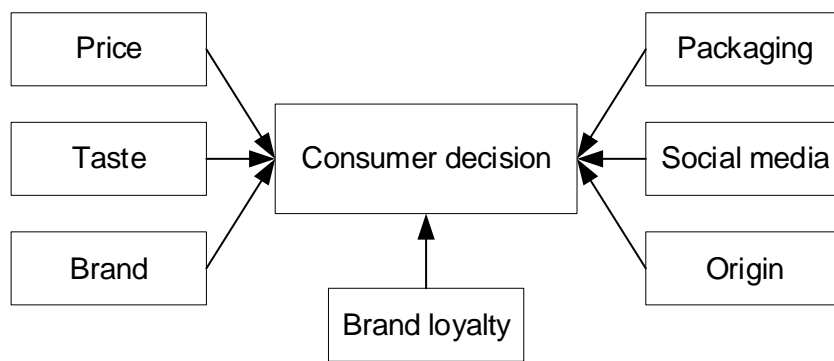 Price
Packaging
Taste
Consumer decision
Social media
Brand
Origin
Brand loyalty